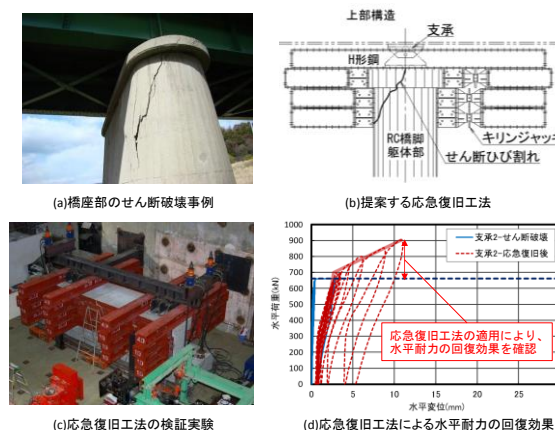 上部構造
支承
H形鋼
RC橋脚
躯体部
キリンジャッキ
せん断ひび割れ
(a)橋座部のせん断破壊事例
(b)提案する応急復旧工法
1000
900
800
700
600
500
400
300
200
100
0
水平荷重(kN)
支承2-せん断破壊
支承2-応急復旧後
応急復旧工法の適用により、
水平耐力の回復効果を確認
0 5 10 15 20 25
水平変位(mm)
(c)応急復旧工法の検証実験
(d)応急復旧工法による水平耐力の回復効果